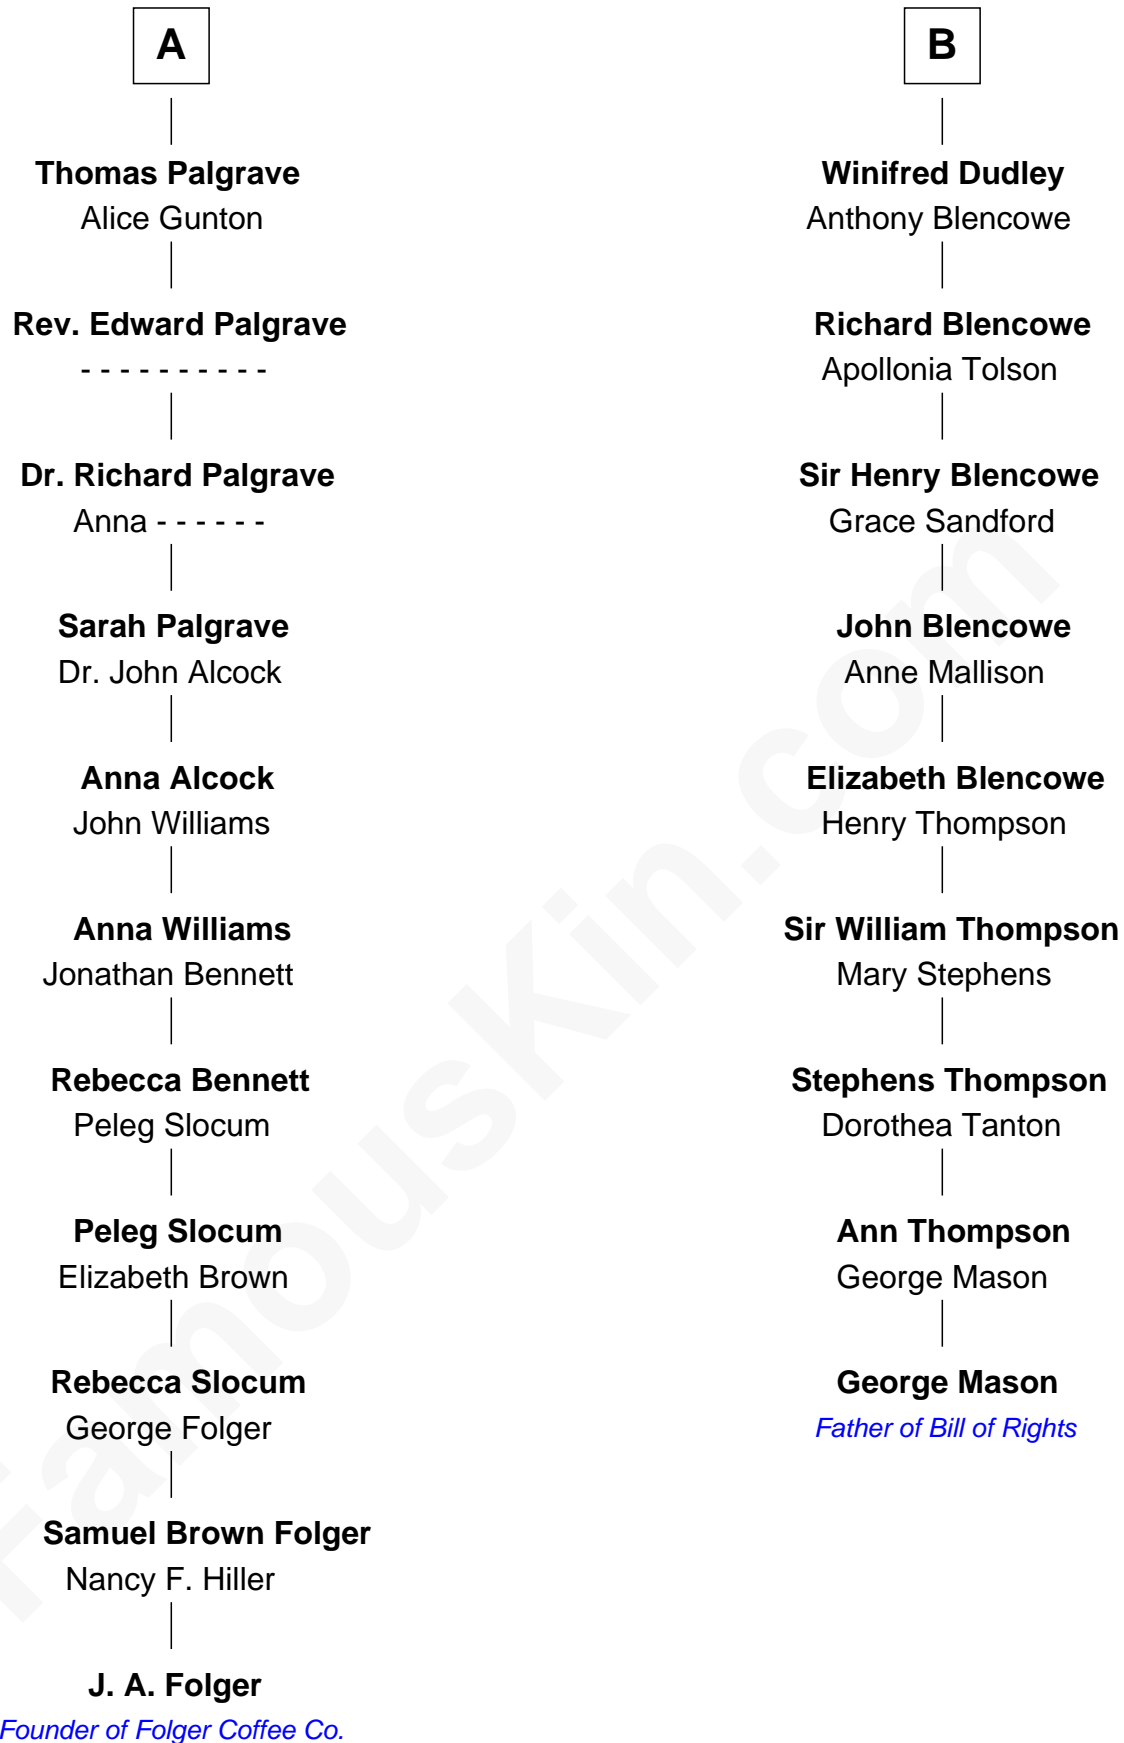 A
Thomas Palgrave
Alice Gunton
Rev. Edward Palgrave
- - - - - - - - - -
Dr. Richard Palgrave
Anna - - - - - -
Sarah Palgrave
Dr. John Alcock
Anna Alcock
John Williams
Anna Williams
Jonathan Bennett
Rebecca Bennett
Peleg Slocum
Peleg Slocum
Elizabeth Brown
Rebecca Slocum
George Folger
Samuel Brown Folger
Nancy F. Hiller
J. A. Folger
Founder of Folger Coffee Co.
B
Winifred Dudley
Anthony Blencowe
Richard Blencowe
Apollonia Tolson
Sir Henry Blencowe
Grace Sandford
John Blencowe
Anne Mallison
Elizabeth Blencowe
Henry Thompson
Sir William Thompson
Mary Stephens
Stephens Thompson
Dorothea Tanton
Ann Thompson
George Mason
George Mason
Father of Bill of Rights
FamousKin.com